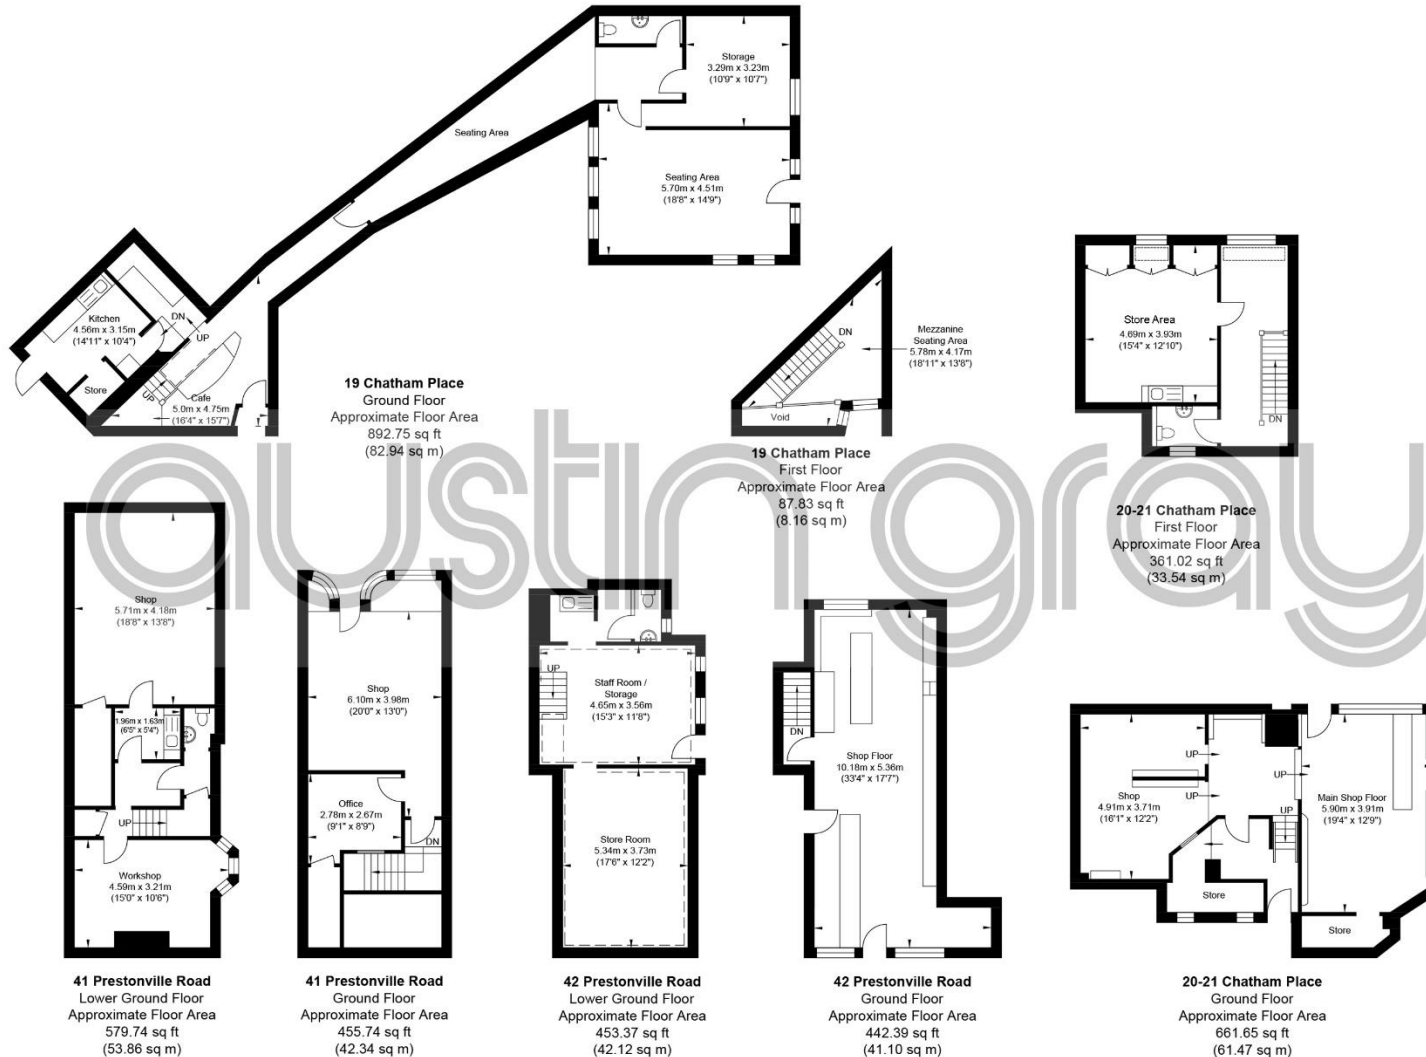 Storage
3.29m x 3.23m
(10'9" x 10'7")
Seating Area
Seating Area
5.70m x 4.51m
(18'8" x 14'9")
Kitchen
4.56m x 3.15m
(14'11" x 10'4")
DN
UP
Store
UP
Cafe
5.0m x 4.75m
(16'4" x 15'7")
19 Chatham Place
Ground Floor
Approximate Floor Area
892.75 sq ft
(82.94 sq m)
DN
Mezzanine
Seating Area
5.78m x 4.17m
(18'11" x 13'8")
Void
19 Chatham Place
First Floor
Approximate Floor Area
87.83 sq ft
(8.16 sq m)
Store Area
4.69m x 3.93m
(15'4" x 12'10")
DN
20-21 Chatham Place
First Floor
Approximate Floor Area
361.02 sq ft
(33.54 sq m)
austin gray
Shop
5.71m x 4.18m
(18'8" x 13'8")
1.96m x 1.63m
(6'5" x 5'4")
UP
Workshop
4.59m x 3.21m
(15'0" x 10'6")
41 Prestonville Road
Lower Ground Floor
Approximate Floor Area
579.74 sq ft
(53.86 sq m)
Shop
6.10m x 3.98m
(20'0" x 13'0")
Office
2.78m x 2.67m
(9'1" x 8'9")
DN
41 Prestonville Road
Ground Floor
Approximate Floor Area
455.74 sq ft
(42.34 sq m)
UP
Staff Room /
Storage
4.65m x 3.56m
(15'3" x 11'8")
Store Room
5.34m x 3.73m
(17'6" x 12'2")
42 Prestonville Road
Lower Ground Floor
Approximate Floor Area
453.37 sq ft
(42.12 sq m)
DN
Shop Floor
10.18m x 5.36m
(33'4" x 17'7")
42 Prestonville Road
Ground Floor
Approximate Floor Area
442.39 sq ft
(41.10 sq m)
UP
UP
UP
UP
Shop
4.91m x 3.71m
(16'1" x 12'2")
Main Shop Floor
5.90m x 3.91m
(19'4" x 12'9")
Store
Store
20-21 Chatham Place
Ground Floor
Approximate Floor Area
661.65 sq ft
(61.47 sq m)